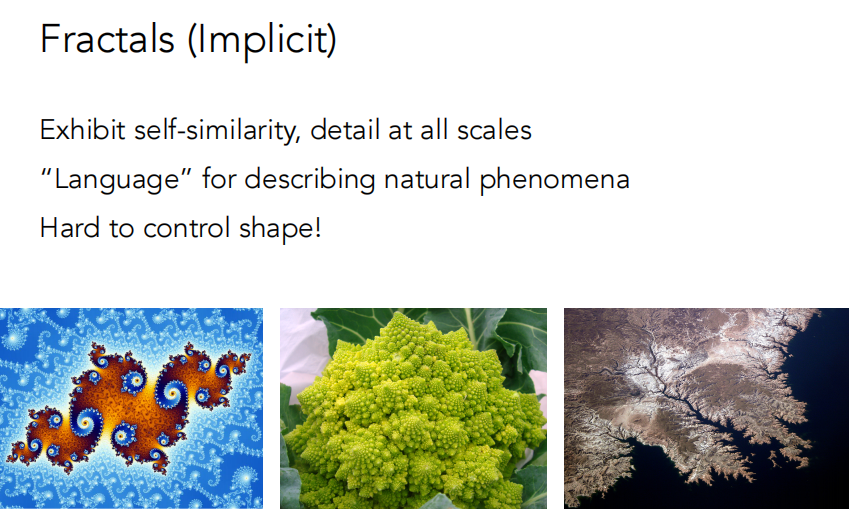 Fractals (Implicit)
Exhibit self-similarity, detail at all scales
“Language” for describing natural phenomena
Hard to control shape!